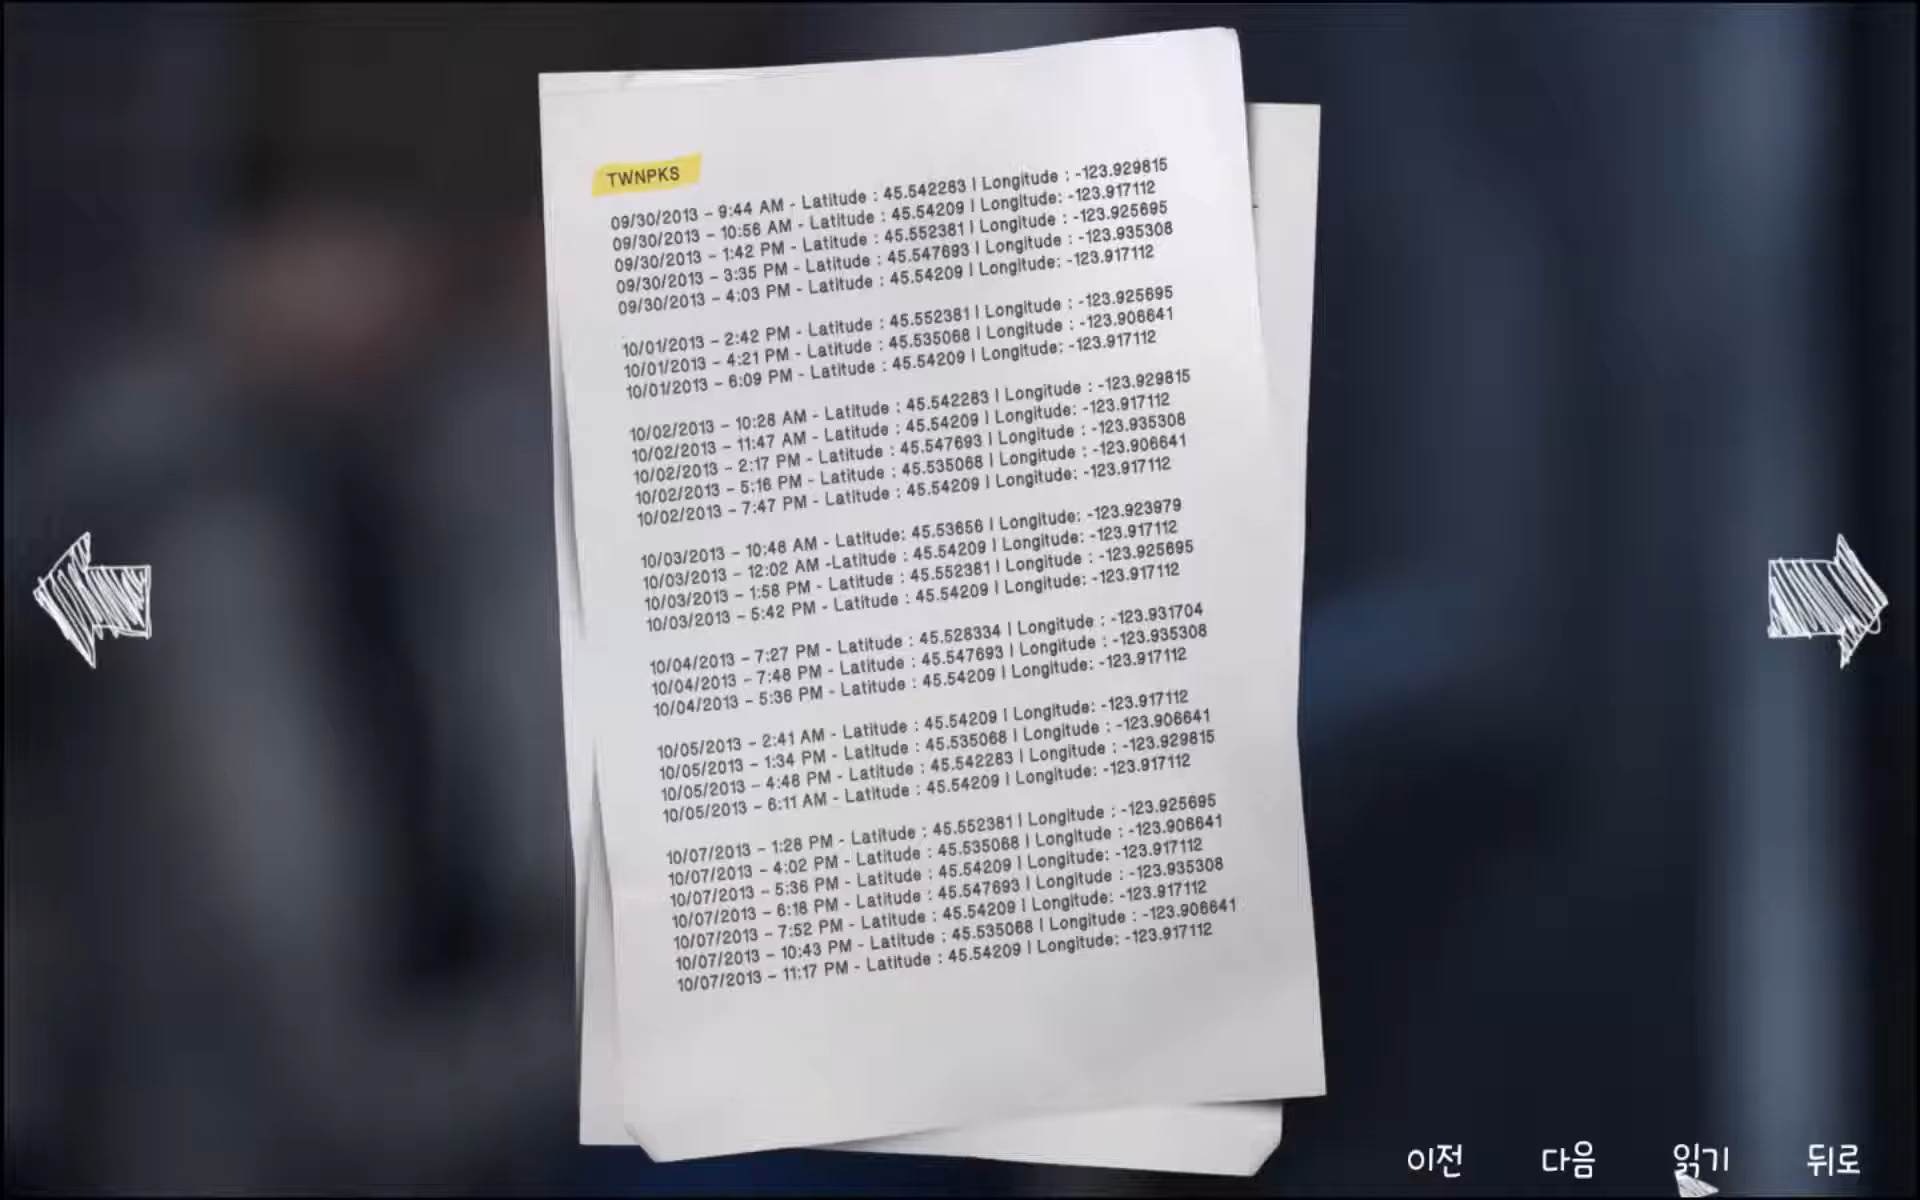 TWNPKS
09/30/2013 – 9:44 AM - Latitude : 45.542283 | Longitude : -123.929815
09/30/2013 – 10:56 AM - Latitude : 45.54209 | Longitude: -123.917112
09/30/2013 – 1:42 PM - Latitude : 45.552381 | Longitude : -123.925695
09/30/2013 – 3:35 PM - Latitude : 45.547693 | Longitude : -123.935308
09/30/2013 – 4:03 PM - Latitude : 45.54209 | Longitude: -123.917112
10/01/2013 – 2:42 PM - Latitude : 45.552381 | Longitude : -123.925695
10/01/2013 – 4:21 PM - Latitude : 45.535068 | Longitude : -123.906641
10/01/2013 – 6:09 PM - Latitude : 45.54209 | Longitude: -123.917112
10/02/2013 – 10:28 AM - Latitude : 45.542283 | Longitude : -123.929815
10/02/2013 – 11:47 AM - Latitude : 45.54209 | Longitude: -123.917112
10/02/2013 – 2:17 PM - Latitude : 45.547693 | Longitude : -123.935308
10/02/2013 – 5:16 PM - Latitude : 45.535068 | Longitude : -123.906641
10/02/2013 – 7:47 PM - Latitude : 45.54209 | Longitude: -123.917112
10/03/2013 – 10:46 AM - Latitude: 45.53656 | Longitude: -123.923979
10/03/2013 – 12:02 AM -Latitude : 45.54209 | Longitude: -123.917112
10/03/2013 – 1:58 PM - Latitude : 45.552381 | Longitude : -123.925695
10/03/2013 – 5:42 PM - Latitude : 45.54209 | Longitude: -123.917112
10/04/2013 – 7:27 PM - Latitude : 45.528334 | Longitude : -123.931704
10/04/2013 – 7:48 PM - Latitude : 45.547693 | Longitude : -123.935308
10/04/2013 – 5:36 PM - Latitude : 45.54209 | Longitude: -123.917112
10/05/2013 – 2:41 AM - Latitude : 45.54209 | Longitude: -123.917112
10/05/2013 – 1:34 PM - Latitude : 45.535068 | Longitude : -123.906641
10/05/2013 – 4:48 PM - Latitude : 45.542283 | Longitude : -123.929815
10/05/2013 – 6:11 AM - Latitude : 45.54209 | Longitude: -123.917112
10/07/2013 – 1:28 PM - Latitude : 45.552381 | Longitude : -123.925695
10/07/2013 – 4:02 PM - Latitude : 45.535068 | Longitude : -123.906641
10/07/2013 – 5:36 PM - Latitude : 45.54209 | Longitude: -123.917112
10/07/2013 – 6:18 PM - Latitude : 45.547693 | Longitude : -123.935308
10/07/2013 – 7:52 PM - Latitude : 45.54209 | Longitude: -123.917112
10/07/2013 – 10:43 PM - Latitude : 45.535068 | Longitude : -123.906641
10/07/2013 – 11:17 PM - Latitude : 45.54209 | Longitude: -123.917112
이전 다음 읽기 뒤로